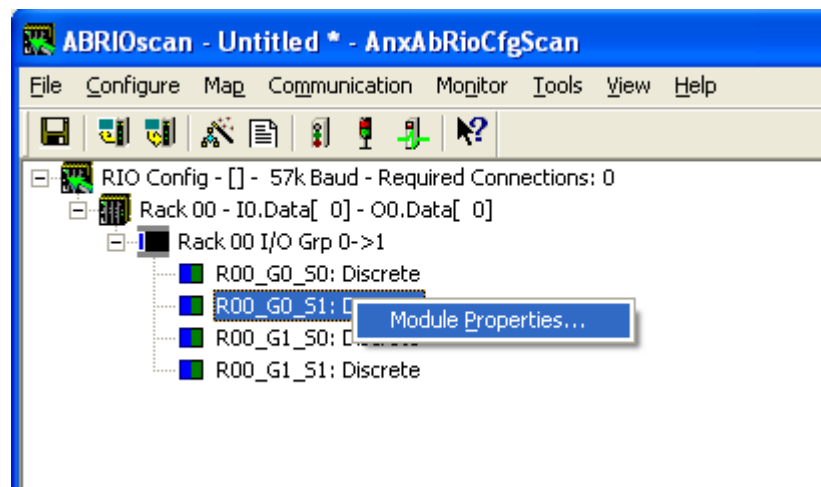 ABRIOscan - Untitled * - AnxAbRioCfgScan
File Configure Map Communication Monitor Tools View Help
RIO Config - [] - 57k Baud - Required Connections: 0
Rack 00 - I0.Data[ 0] - O0.Data[ 0]
Rack 00 I/O Grp 0->1
R00_G0_S0: Discrete
R00_G0_S1: D
Module Properties...
R00_G1_S0: D
R00_G1_S1: Discrete